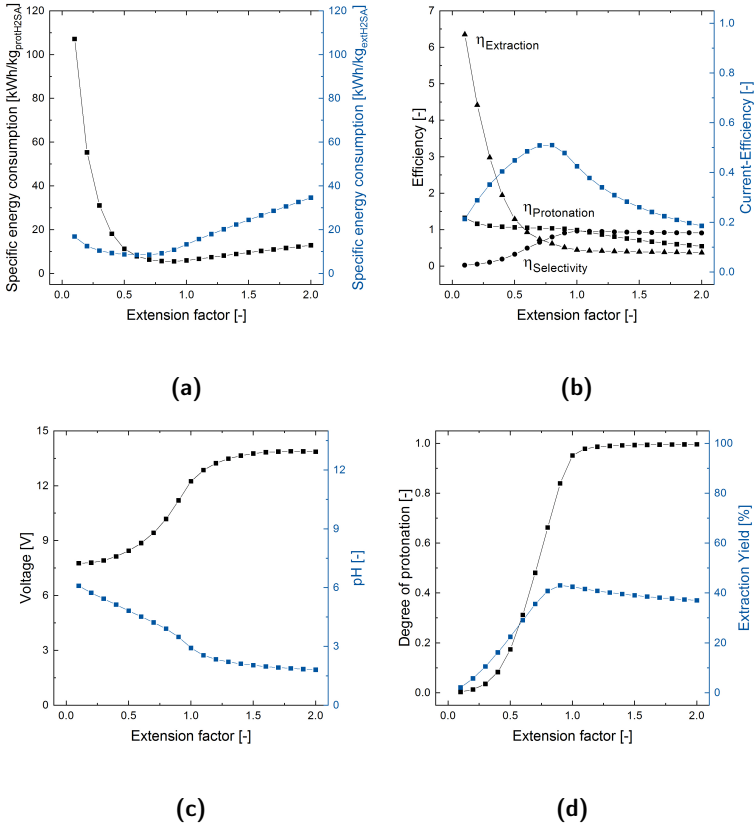 Specific energy consumption [kWh/kg_protH2SA]
120
100
80
60
40
20
0
120
100
80
60
40
20
0
Specific energy consumption [kWh/kg_extH2SA]
0.0 0.5 1.0 1.5 2.0
Extension factor [-]
(a)
Efficiency [-]
7
6
5
4
3
2
1
0
η_Extraction
η_Protonation
η_Selectivity
1.0
0.8
0.6
0.4
0.2
0.0
Current-Efficiency [-]
0.0 0.5 1.0 1.5 2.0
Extension factor [-]
(b)
Voltage [V]
15
12
9
6
3
0
12
9
6
3
0
pH [-]
0.0 0.5 1.0 1.5 2.0
Extension factor [-]
(c)
Degree of protonation [-]
1.0
0.8
0.6
0.4
0.2
0.0
100
80
60
40
20
0
Extraction Yield [%]
0.0 0.5 1.0 1.5 2.0
Extension factor [-]
(d)